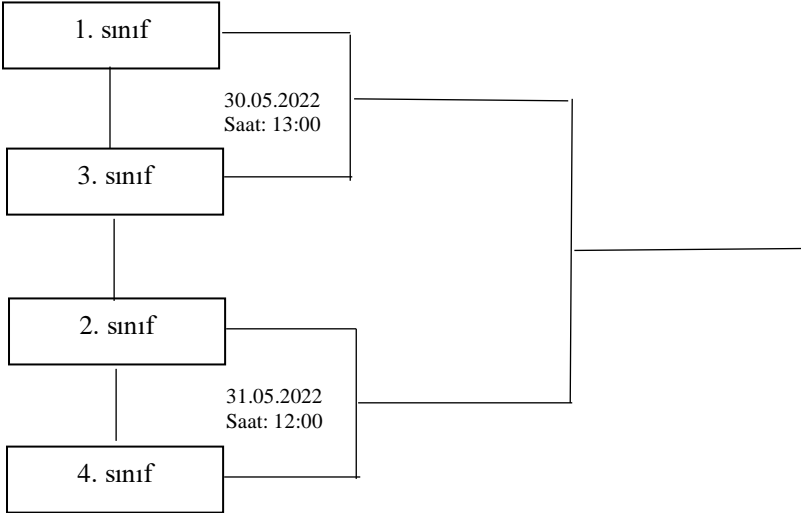 1. sınıf
30.05.2022
Saat: 13:00
3. sınıf
2. sınıf
31.05.2022
Saat: 12:00
4. sınıf